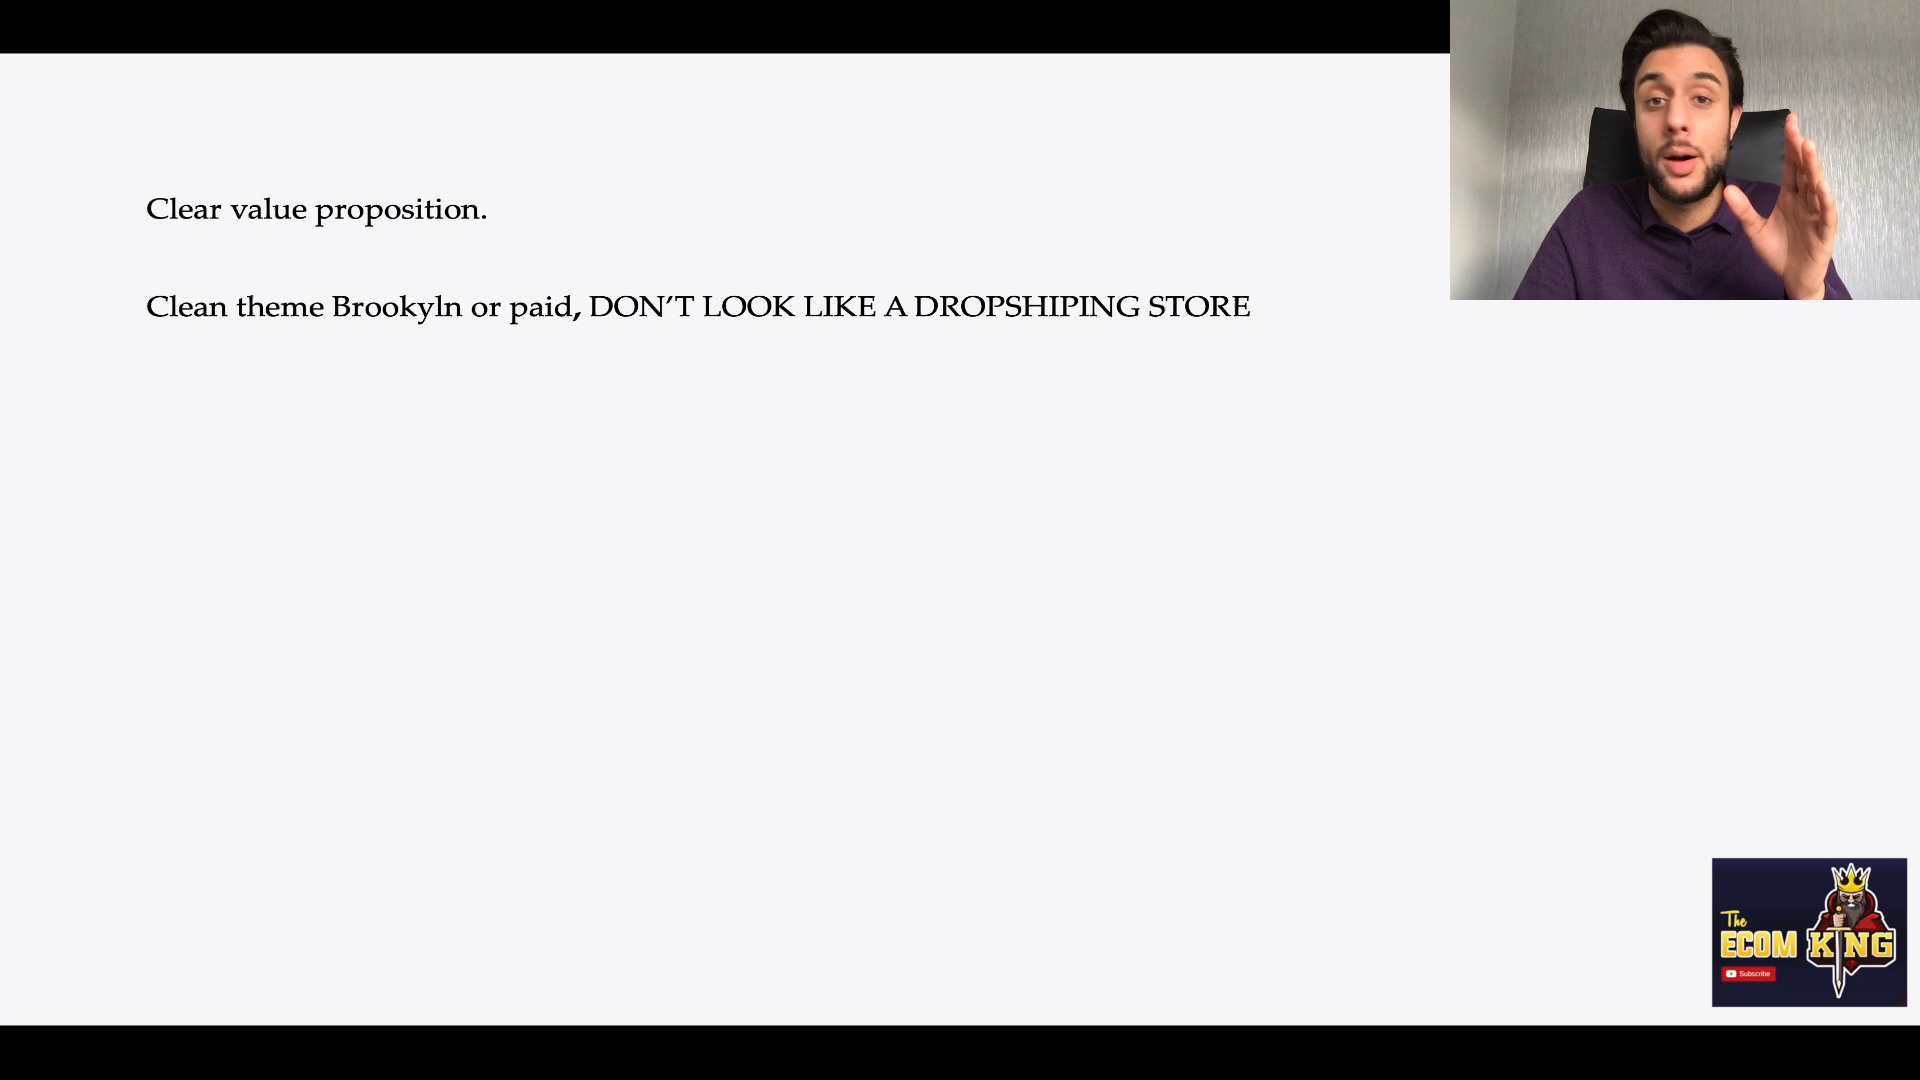 Clear value proposition.
Clean theme Brookyln or paid, DON'T LOOK LIKE A DROPSHIPING STORE
The
ECOM KING
Subscribe